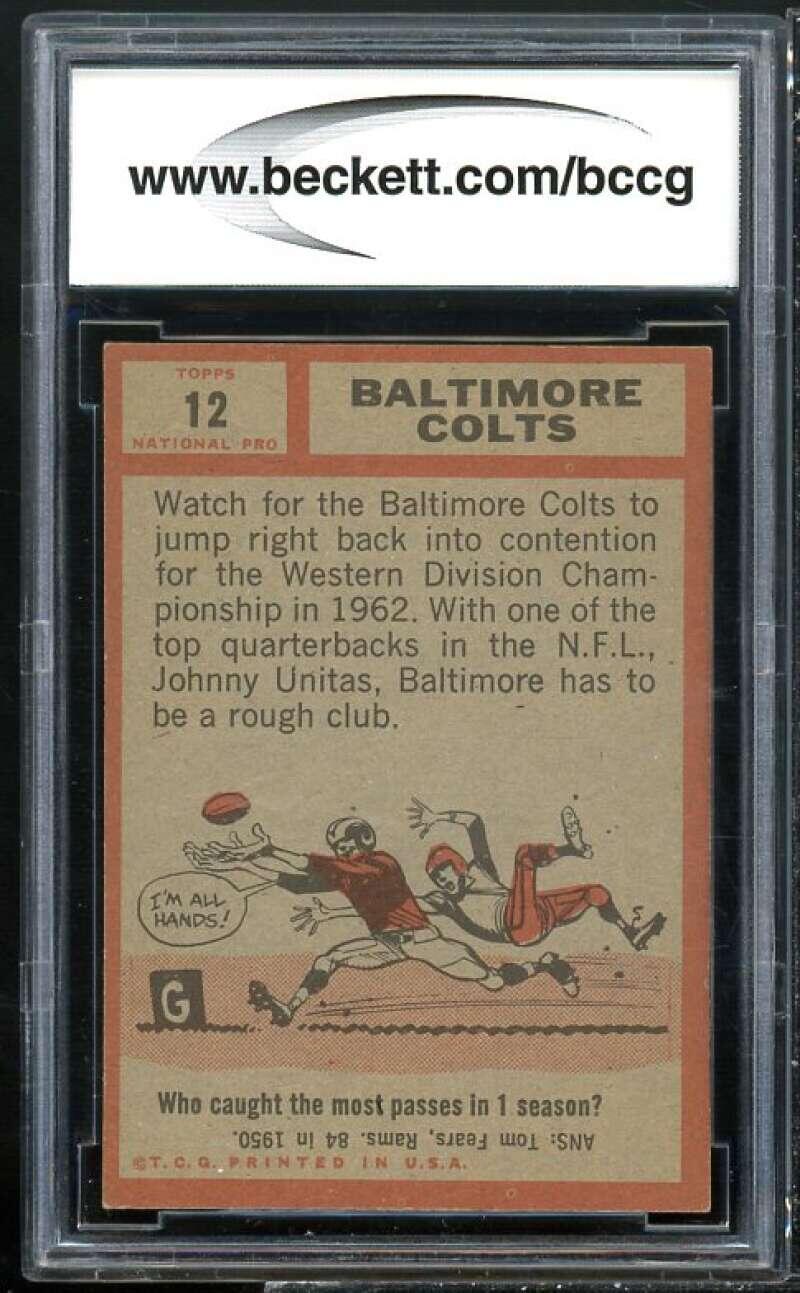 www.beckett.com/bccg
TOPPS
12
NATIONAL PRO
BALTIMORE
COLTS
Watch for the Baltimore Colts to
jump right back into contention
for the Western Division Cham-
pionship in 1962. With one of the
top quarterbacks in the N.F.L.,
Johnny Unitas, Baltimore has to
be a rough club.
I'M ALL
HANDS!
G
Who caught the most passes in 1 season?
ANS: Tom Fears, Rams. 84 in 1950.
©T.C.G. PRINTED IN U.S.A.